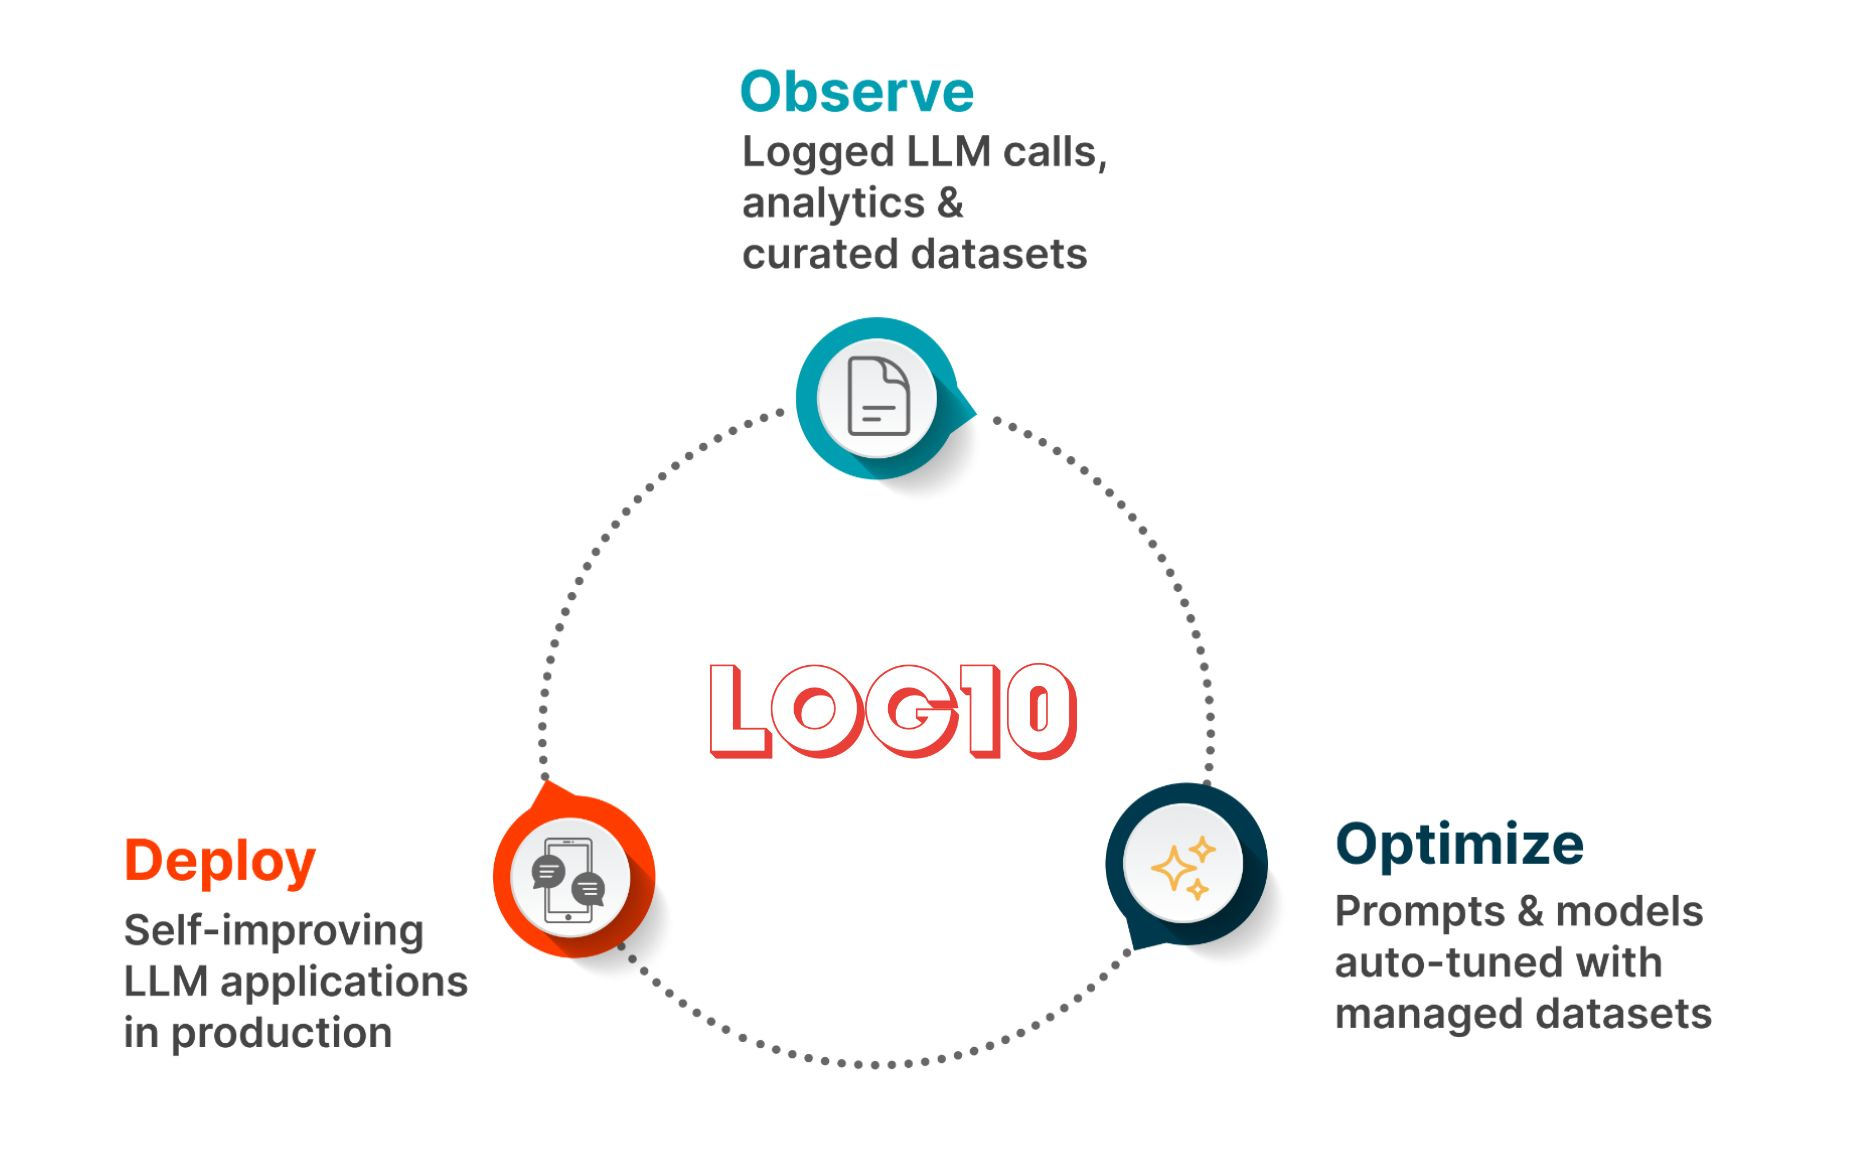 Observe
Logged LLM calls,
analytics &
curated datasets
LOG10
Deploy
Self-improving
LLM applications
in production
Optimize
Prompts & models
auto-tuned with
managed datasets